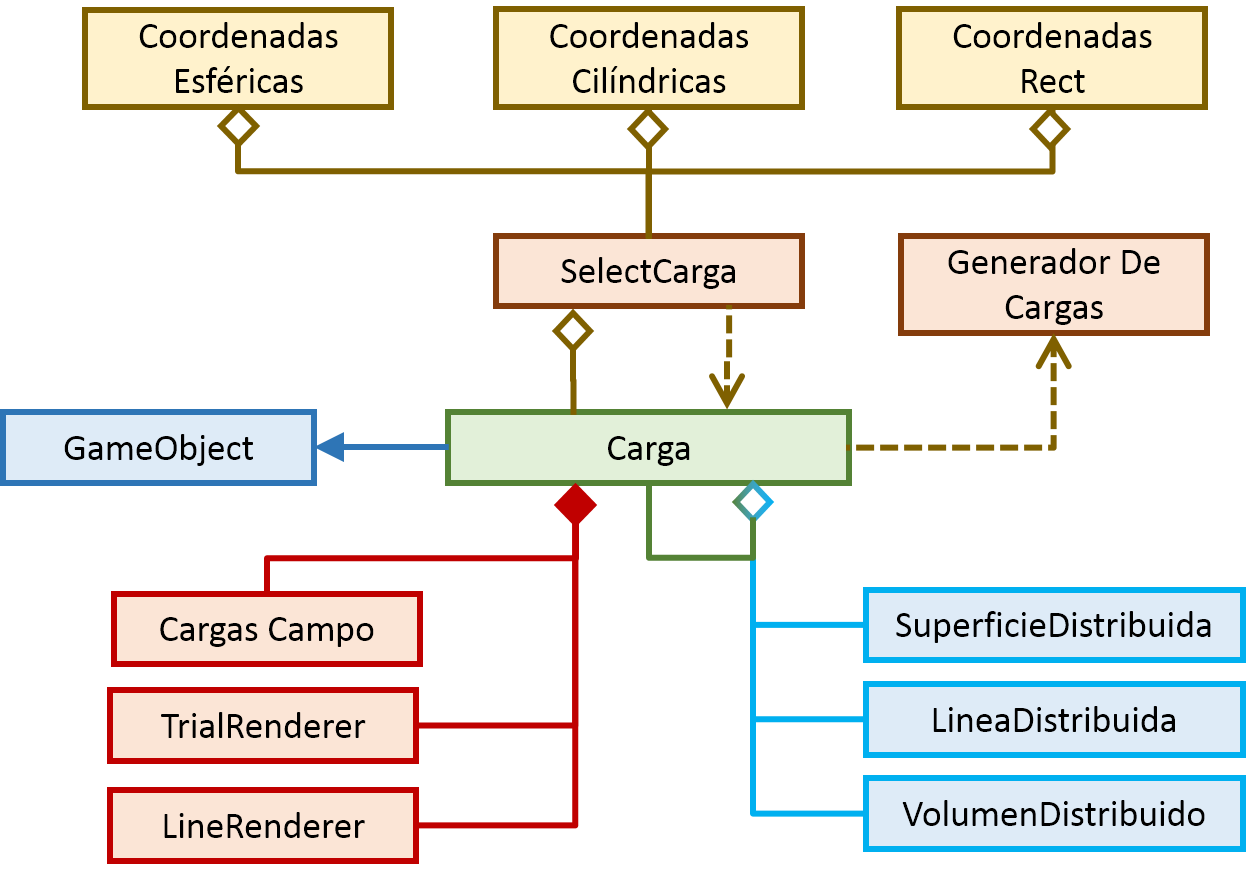 Coordenadas
Esféricas
Coordenadas
Cilíndricas
Coordenadas
Rect
SelectCarga
Generador De
Cargas
GameObject
Carga
Cargas Campo
SuperficieDistribuida
TrialRenderer
LineaDistribuida
LineRenderer
VolumenDistribuido